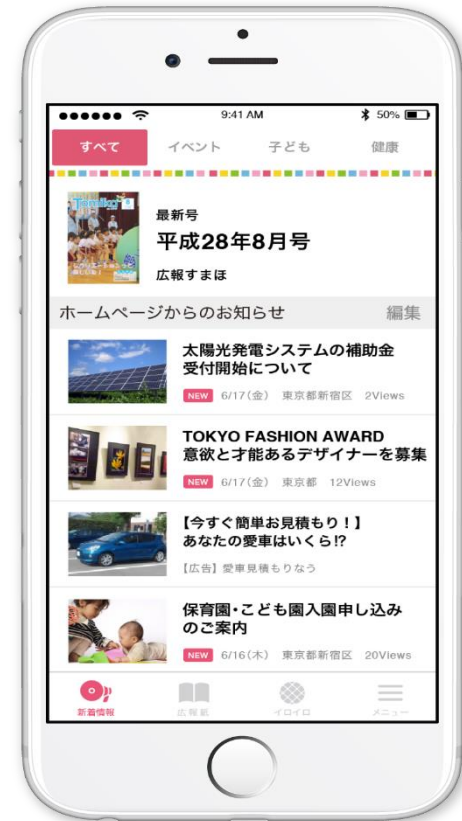 9:41 AM
50%
すべて
イベント
子ども
健康
Tomika
8
最新号
平成28年8月号
広報すまほ
ホームページからのお知らせ
編集
太陽光発電システムの補助金
受付開始について
NEW 6/17(金) 東京都新宿区 2Views
TOKYO FASHION AWARD
意欲と才能あるデザイナーを募集
NEW 6/17(金) 東京都 12Views
【今すぐ簡単お見積もり！】
あなたの愛車はいくら!?
【広告】愛車見積もりなう
保育園・こども園入園申し込み
のご案内
NEW 6/16(木) 東京都新宿区 20Views
新着情報
広報紙
イロイロ
メニュー